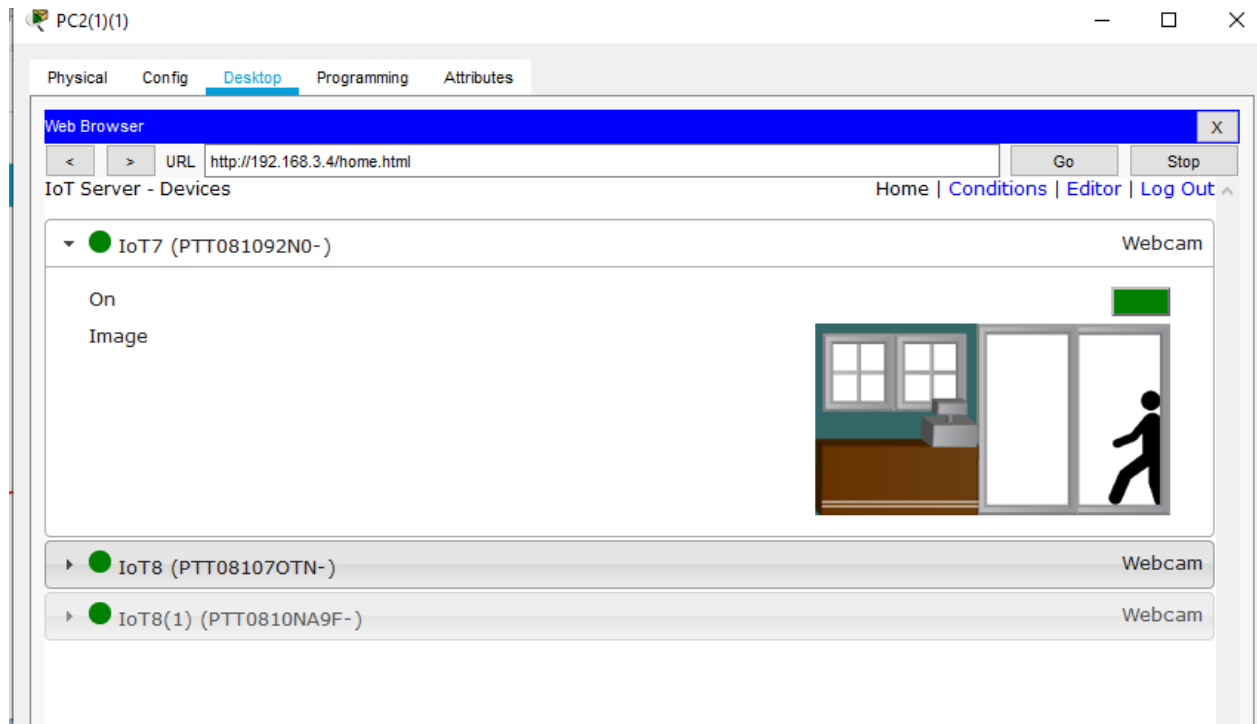 PC2(1)(1)
Physical Config Desktop Programming Attributes
Web Browser X
< > URL http://192.168.3.4/home.html Go Stop
IoT Server - Devices Home | Conditions | Editor | Log Out
IoT7 (PTT081092N0-) Webcam
On
Image
IoT8 (PTT08107OTN-) Webcam
IoT8(1) (PTT0810NA9F-) Webcam